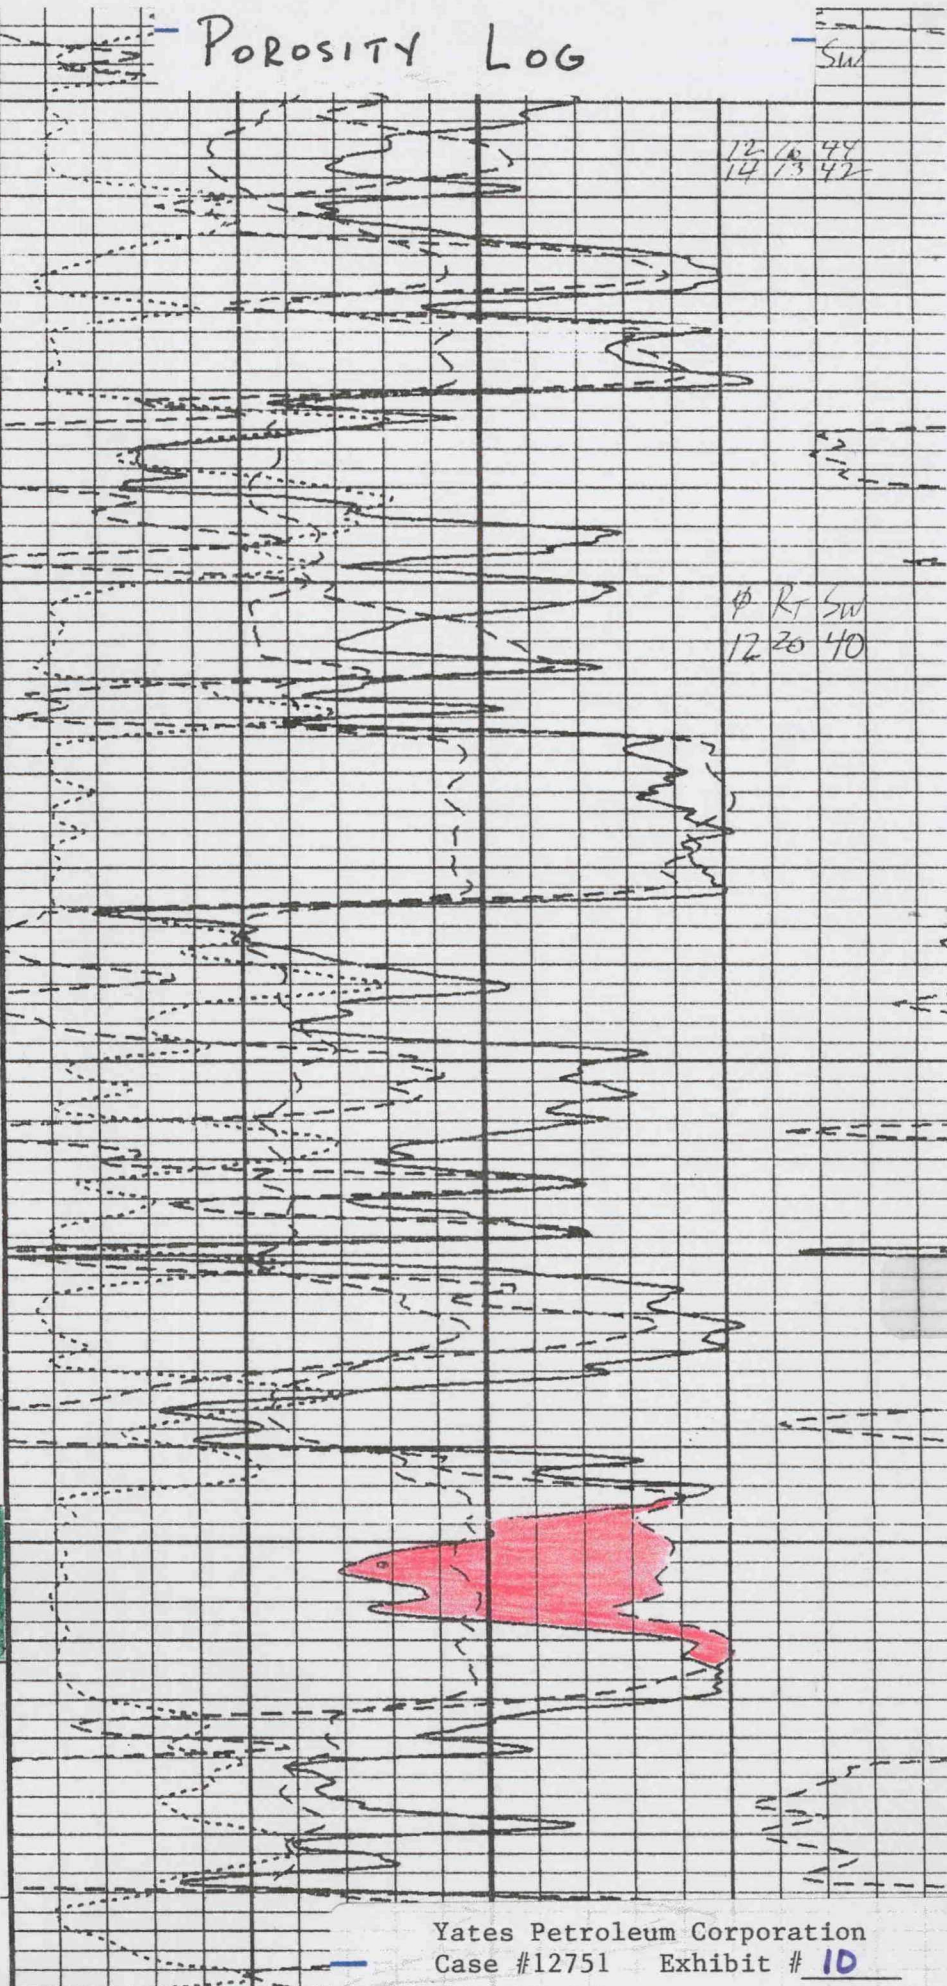 POROSITY LOG
SW
12 16 44
14 13 42
Φ RT SW
12 20 40
Yates Petroleum Corporation
Case #12751 Exhibit # 10